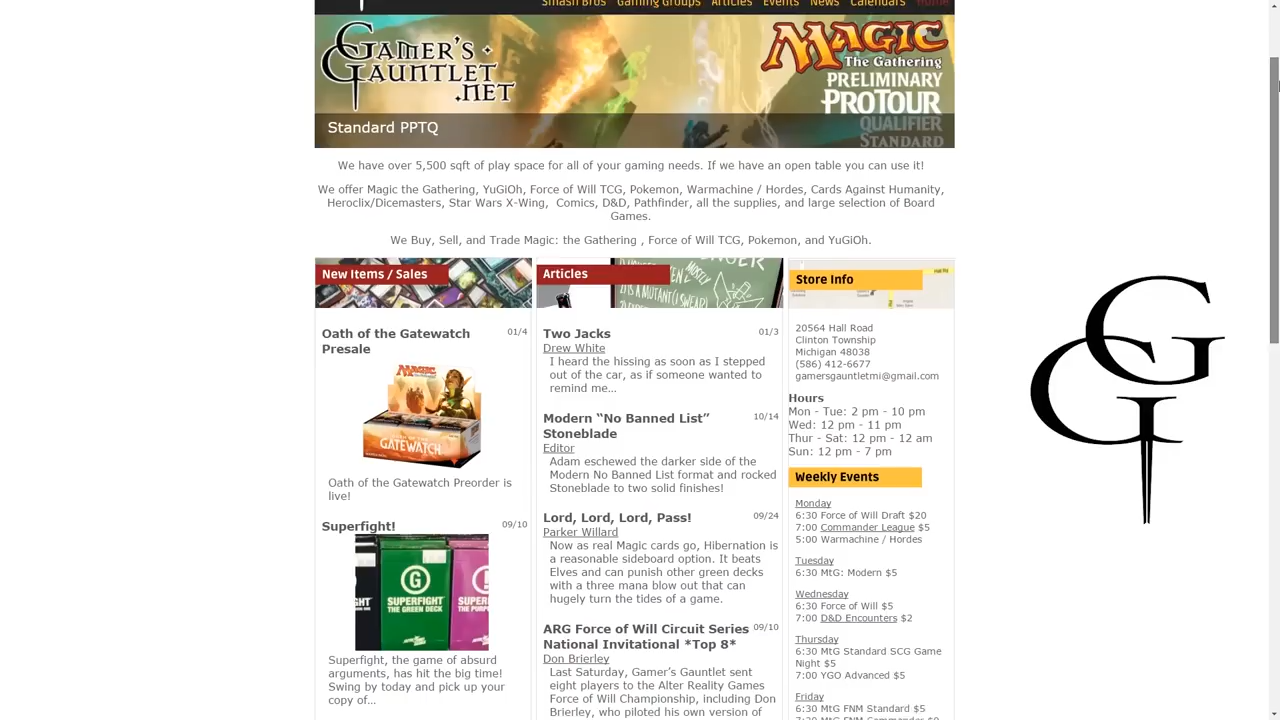 Smash Bros Gaming Groups Articles Events News Calendars Home
GAMER'S
GAUNTLET
.NET
MAGIC
The Gathering
PRELIMINARY
PROTOUR
QUALIFIER
STANDARD
Standard PPTQ
We have over 5,500 sqft of play space for all of your gaming needs. If we have an open table you can use it!
We offer Magic the Gathering, YuGiOh, Force of Will TCG, Pokemon, Warmachine / Hordes, Cards Against Humanity,
Heroclix/Dicemasters, Star Wars X-Wing, Comics, D&D, Pathfinder, all the supplies, and large selection of Board
Games.
We Buy, Sell, and Trade Magic: the Gathering , Force of Will TCG, Pokemon, and YuGiOh.
New Items / Sales
Oath of the Gatewatch 01/4
Presale
MAGIC
GATEWATCH
Oath of the Gatewatch Preorder is
live!
Superfight! 09/10
SUPERFIGHT
THE GREEN DECK
Superfight, the game of absurd
arguments, has hit the big time!
Swing by today and pick up your
copy of...
Articles
Two Jacks 01/3
Drew White
I heard the hissing as soon as I stepped
out of the car, as if someone wanted to
remind me...
Modern “No Banned List” 10/14
Stoneblade
Editor
Adam eschewed the darker side of the
Modern No Banned List format and rocked
Stoneblade to two solid finishes!
Lord, Lord, Lord, Pass! 09/24
Parker Willard
Now as real Magic cards go, Hibernation is
a reasonable sideboard option. It beats
Elves and can punish other green decks
with a three mana blow out that can
hugely turn the tides of a game.
ARG Force of Will Circuit Series 09/10
National Invitational *Top 8*
Don Brierley
Last Saturday, Gamer’s Gauntlet sent
eight players to the Alter Reality Games
Force of Will Championship, including Don
Brierley, who piloted his own version of
Store Info
20564 Hall Road
Clinton Township
Michigan 48038
(586) 412-6677
gamersgauntletmi@gmail.com
Hours
Mon - Tue: 2 pm - 10 pm
Wed: 12 pm - 11 pm
Thur - Sat: 12 pm - 12 am
Sun: 12 pm - 7 pm
Weekly Events
Monday
6:30 Force of Will Draft $20
7:00 Commander League $5
5:00 Warmachine / Hordes
Tuesday
6:30 MtG: Modern $5
Wednesday
6:30 Force of Will $5
7:00 D&D Encounters $2
Thursday
6:30 MtG Standard SCG Game
Night $5
7:00 YGO Advanced $5
Friday
6:30 MtG FNM Standard $5
GG